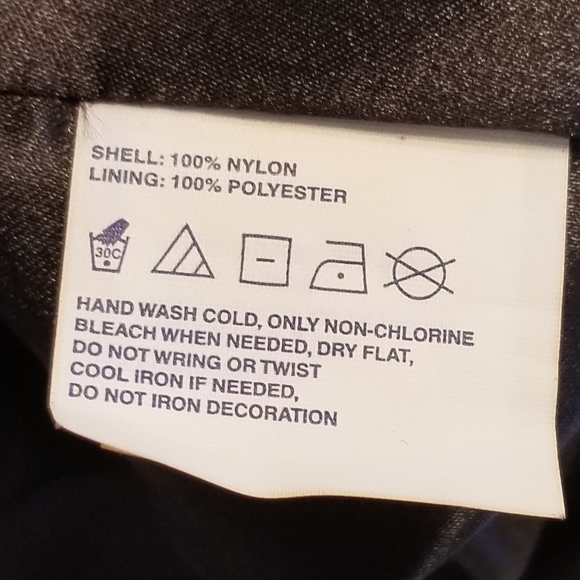 SHELL: 100% NYLON
LINING: 100% POLYESTER
30C
HAND WASH COLD, ONLY NON-CHLORINE
BLEACH WHEN NEEDED, DRY FLAT,
DO NOT WRING OR TWIST
COOL IRON IF NEEDED,
DO NOT IRON DECORATION